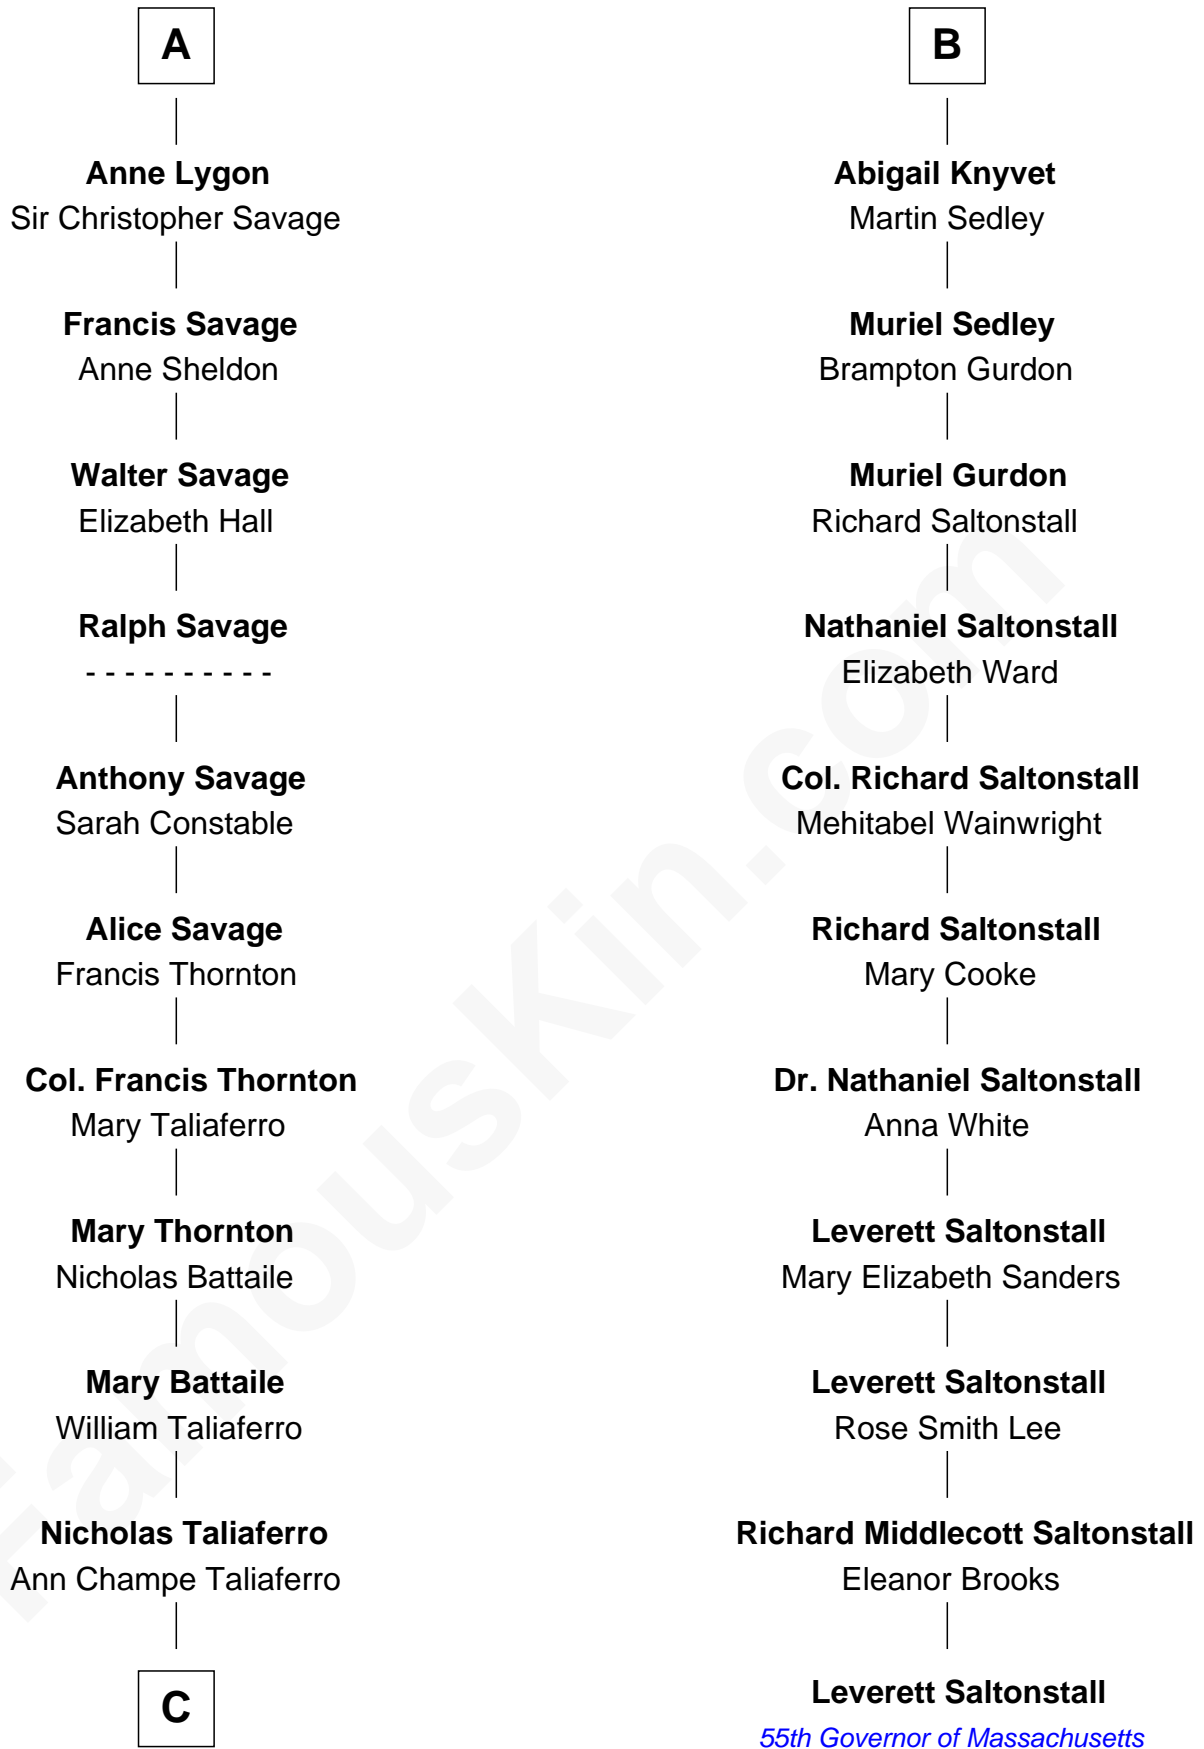 A
Anne Lygon
Sir Christopher Savage
Francis Savage
Anne Sheldon
Walter Savage
Elizabeth Hall
Ralph Savage
- - - - - - - - - -
Anthony Savage
Sarah Constable
Alice Savage
Francis Thornton
Col. Francis Thornton
Mary Taliaferro
Mary Thornton
Nicholas Battaile
Mary Battaile
William Taliaferro
Nicholas Taliaferro
Ann Champe Taliaferro
C
B
Abigail Knyvet
Martin Sedley
Muriel Sedley
Brampton Gurdon
Muriel Gurdon
Richard Saltonstall
Nathaniel Saltonstall
Elizabeth Ward
Col. Richard Saltonstall
Mehitabel Wainwright
Richard Saltonstall
Mary Cooke
Dr. Nathaniel Saltonstall
Anna White
Leverett Saltonstall
Mary Elizabeth Sanders
Leverett Saltonstall
Rose Smith Lee
Richard Middlecott Saltonstall
Eleanor Brooks
Leverett Saltonstall
55th Governor of Massachusetts
FamousKin.com